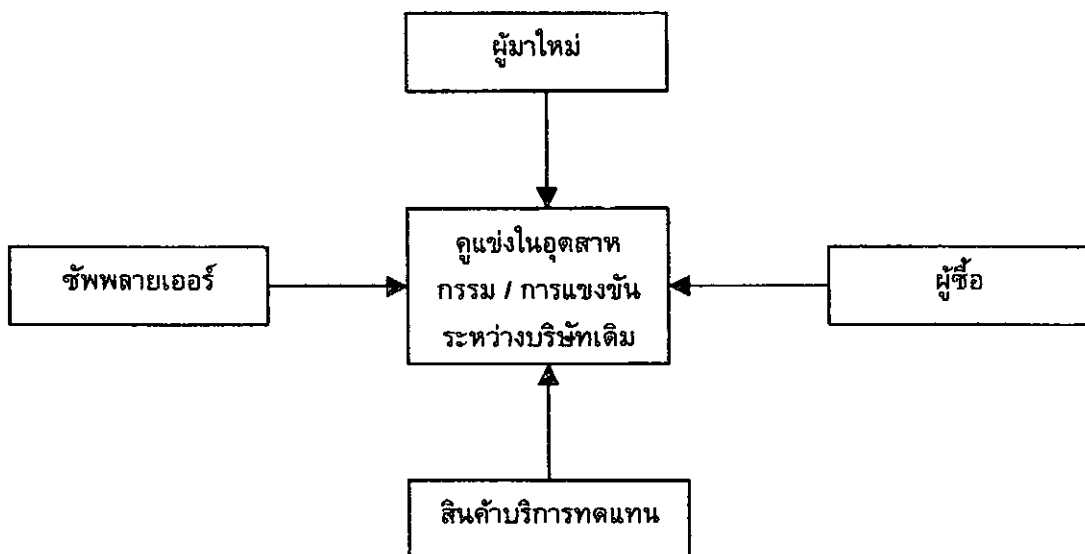 ผู้มาใหม่
คูแข่งในอุตสาห
กรรม / การแขงขัน
ระหว่างบริษัทเดิม
ซัพพลายเออร์
ผู้ซื้อ
สินค้าบริการทดแทน